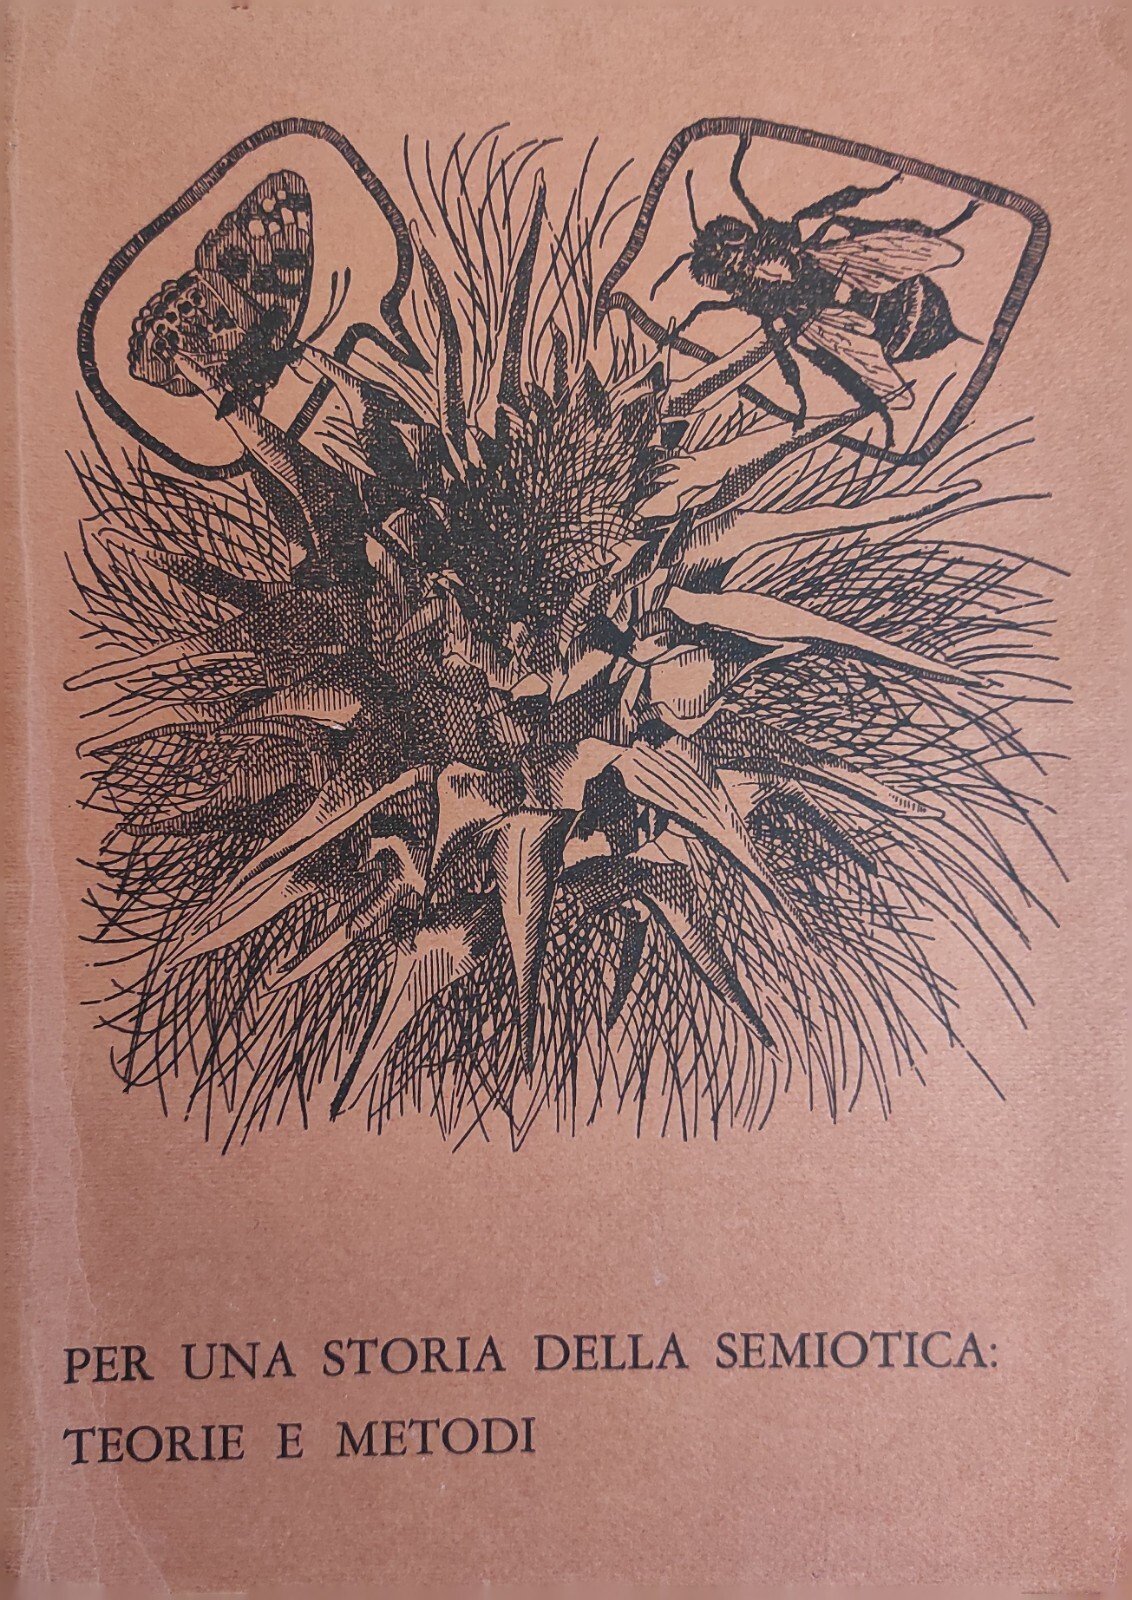 PER UNA STORIA DELLA SEMIOTICA:
TEORIE E METODI